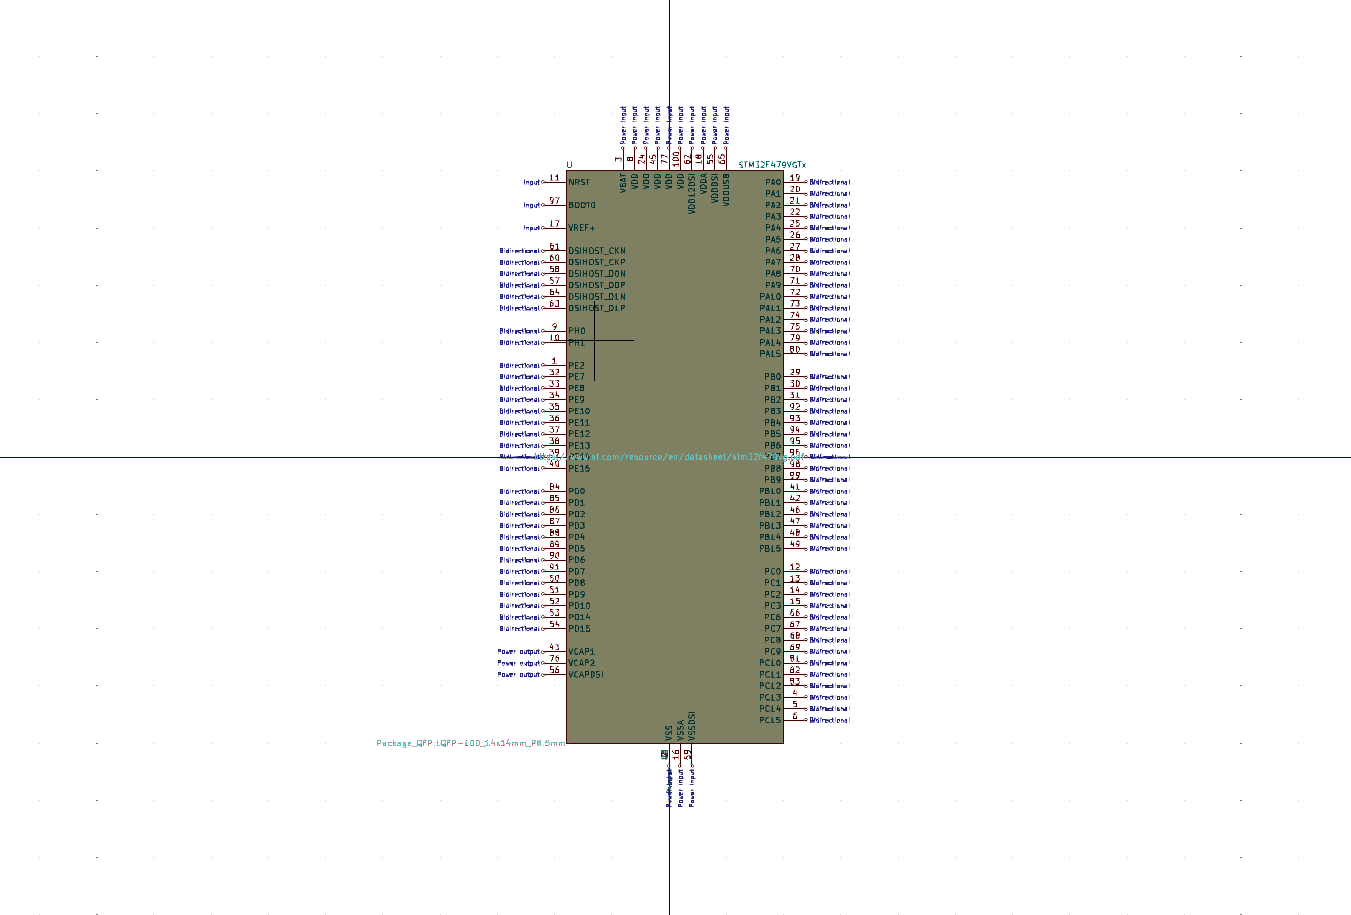 Power Input Power Input Power Input Power Input Power Input Power Input Power Input Power Input Power Input Power Input
3 8 24 45 77 100 62 18 55 65
U STM32F479VGTx
VBAT VDD VDD VDD VDD VDD VDD12DSI VDDA VDDDSI VDDUSB
Input 11 NRST
Input 97 BOOT0
Input 17 VREF+
Bidirectional 61 DSIHOST_CKN
Bidirectional 60 DSIHOST_CKP
Bidirectional 58 DSIHOST_D0N
Bidirectional 57 DSIHOST_D0P
Bidirectional 64 DSIHOST_D1N
Bidirectional 63 DSIHOST_D1P
Bidirectional 9 PH0
Bidirectional 10 PH1
Bidirectional 1 PE2
Bidirectional 32 PE7
Bidirectional 33 PE8
Bidirectional 34 PE9
Bidirectional 35 PE10
Bidirectional 36 PE11
Bidirectional 37 PE12
Bidirectional 38 PE13
Bidirectional 39 PE14
Bidirectional 40 PE15
Bidirectional 84 PD0
Bidirectional 85 PD1
Bidirectional 86 PD2
Bidirectional 87 PD3
Bidirectional 88 PD4
Bidirectional 89 PD5
Bidirectional 90 PD6
Bidirectional 91 PD7
Bidirectional 50 PD8
Bidirectional 51 PD9
Bidirectional 52 PD10
Bidirectional 53 PD14
Bidirectional 54 PD15
Power output 43 VCAP1
Power output 76 VCAP2
Power output 56 VCAPDSI
PA0 19 Bidirectional
PA1 20 Bidirectional
PA2 21 Bidirectional
PA3 22 Bidirectional
PA4 25 Bidirectional
PA5 26 Bidirectional
PA6 27 Bidirectional
PA7 28 Bidirectional
PA8 70 Bidirectional
PA9 71 Bidirectional
PA10 72 Bidirectional
PA11 73 Bidirectional
PA12 74 Bidirectional
PA13 75 Bidirectional
PA14 79 Bidirectional
PA15 80 Bidirectional
PB0 29 Bidirectional
PB1 30 Bidirectional
PB2 31 Bidirectional
PB3 92 Bidirectional
PB4 93 Bidirectional
PB5 94 Bidirectional
PB6 95 Bidirectional
96 Bidirectional
PB8 98 Bidirectional
PB9 99 Bidirectional
PB10 41 Bidirectional
PB11 42 Bidirectional
PB12 46 Bidirectional
PB13 47 Bidirectional
PB14 48 Bidirectional
PB15 49 Bidirectional
PC0 12 Bidirectional
PC1 13 Bidirectional
PC2 14 Bidirectional
PC3 15 Bidirectional
PC6 66 Bidirectional
PC7 67 Bidirectional
PC8 68 Bidirectional
PC9 69 Bidirectional
PC10 81 Bidirectional
PC11 82 Bidirectional
PC12 83 Bidirectional
PC13 4 Bidirectional
PC14 5 Bidirectional
PC15 6 Bidirectional
VSS VSSA VSSDSI
Package_QFP:LQFP-100_14x14mm_P0.5mm
16 59
Power Input Power Input Power Input